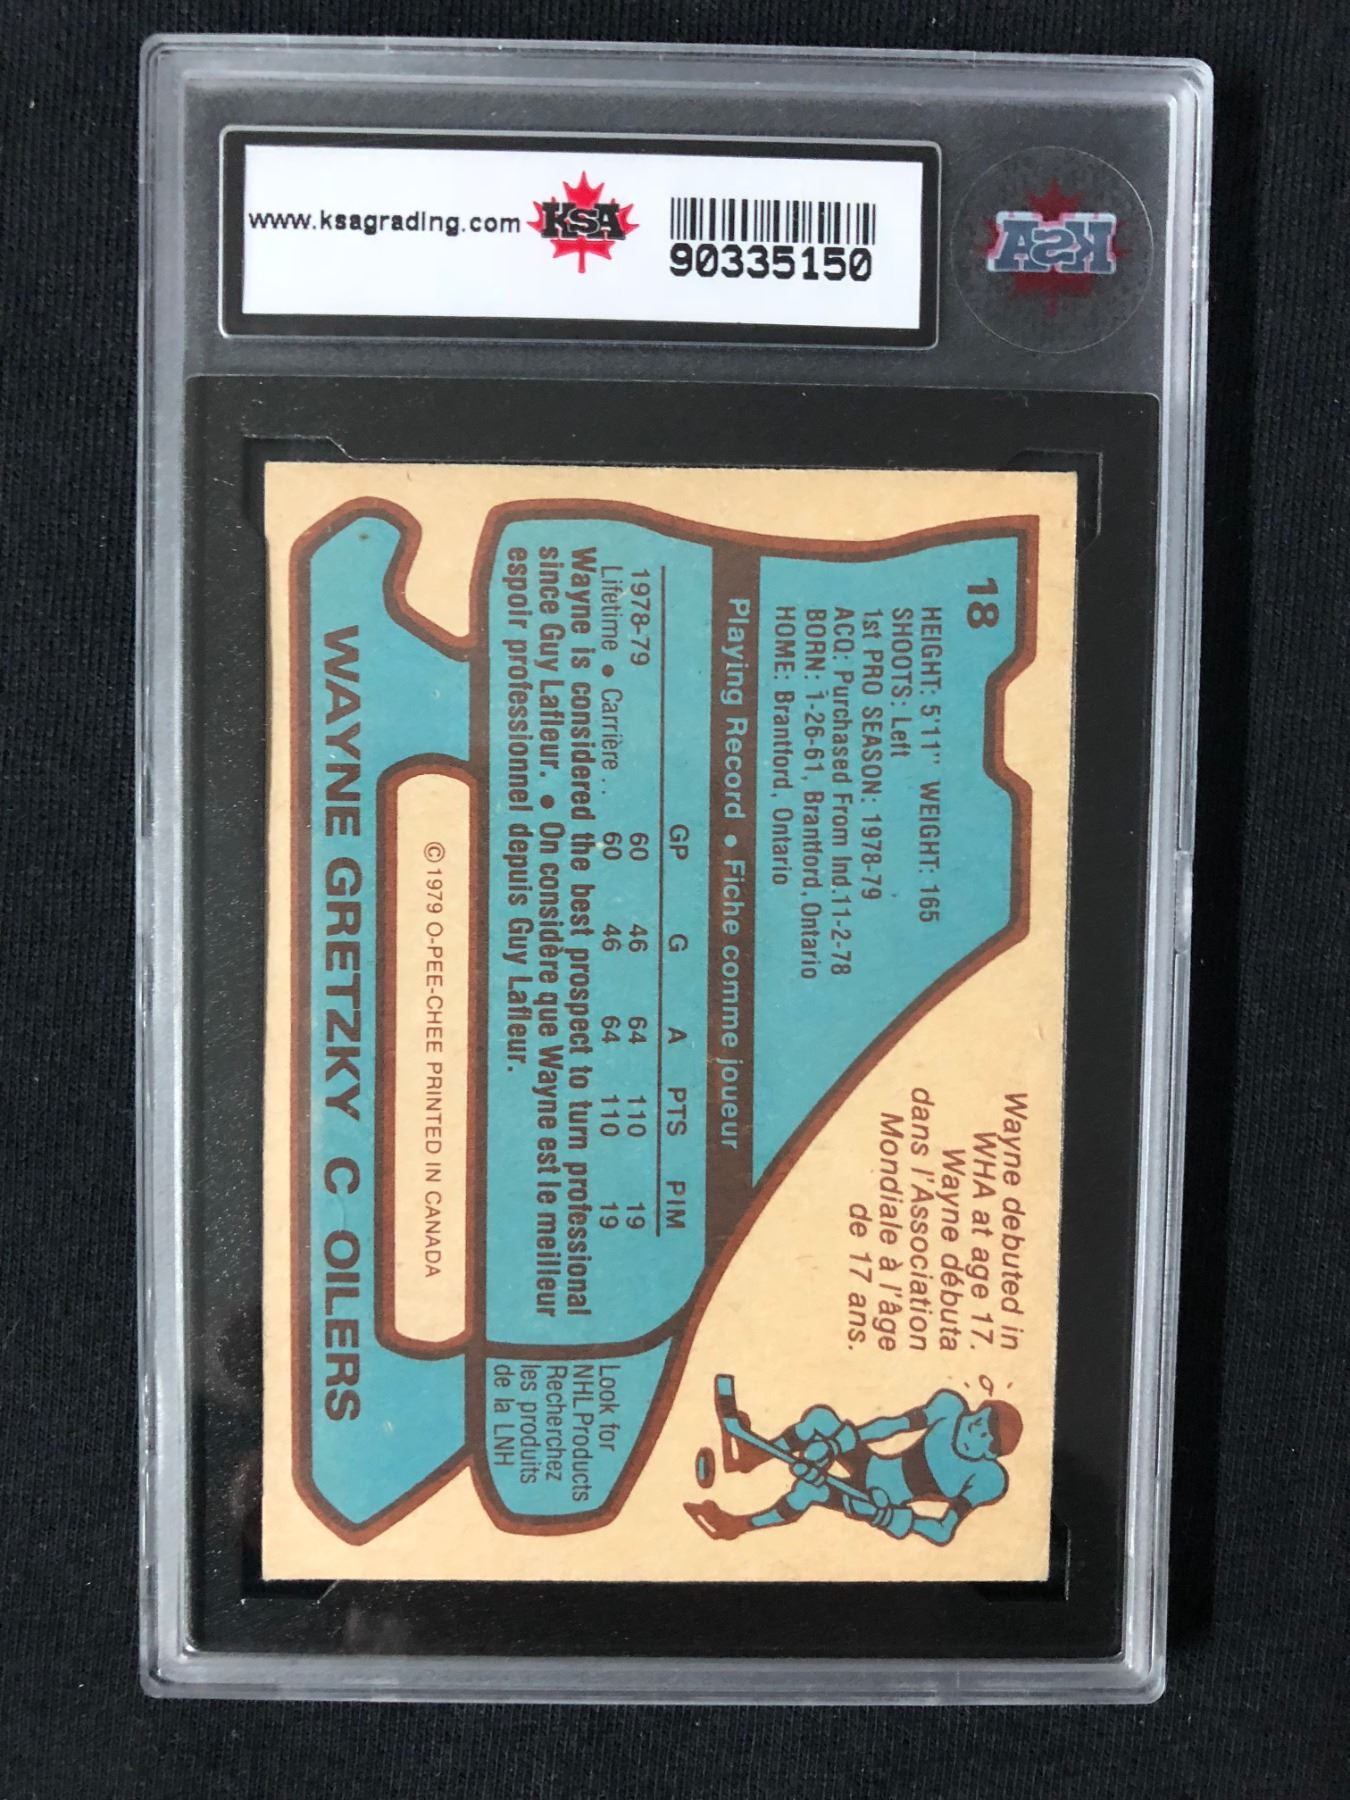 www.ksagrading.com
KSA
90335150
KSA
18
HEIGHT: 5'11" WEIGHT: 165
SHOOTS: Left
1st PRO SEASON: 1978-79
ACQ: Purchased From Ind. 11-2-78
BORN: 1-26-61, Brantford, Ontario
HOME: Brantford, Ontario
Wayne debuted in
WHA at age 17.
Wayne débuta
dans l'Association
Mondiale à l'âge
de 17 ans.
Playing Record • Fiche comme joueur
GP G A PTS PIM
1978-79 60 46 64 110 19
Lifetime • Carrière .. 60 46 64 110 19
Wayne is considered the best prospect to turn professional
since Guy Lafleur. • On considère que Wayne est le meilleur
espoir professionnel depuis Guy Lafleur.
Look for
NHL Products
Recherchez
les produits
de la LNH
©1979 O-PEE-CHEE PRINTED IN CANADA
WAYNE GRETZKY C OILERS